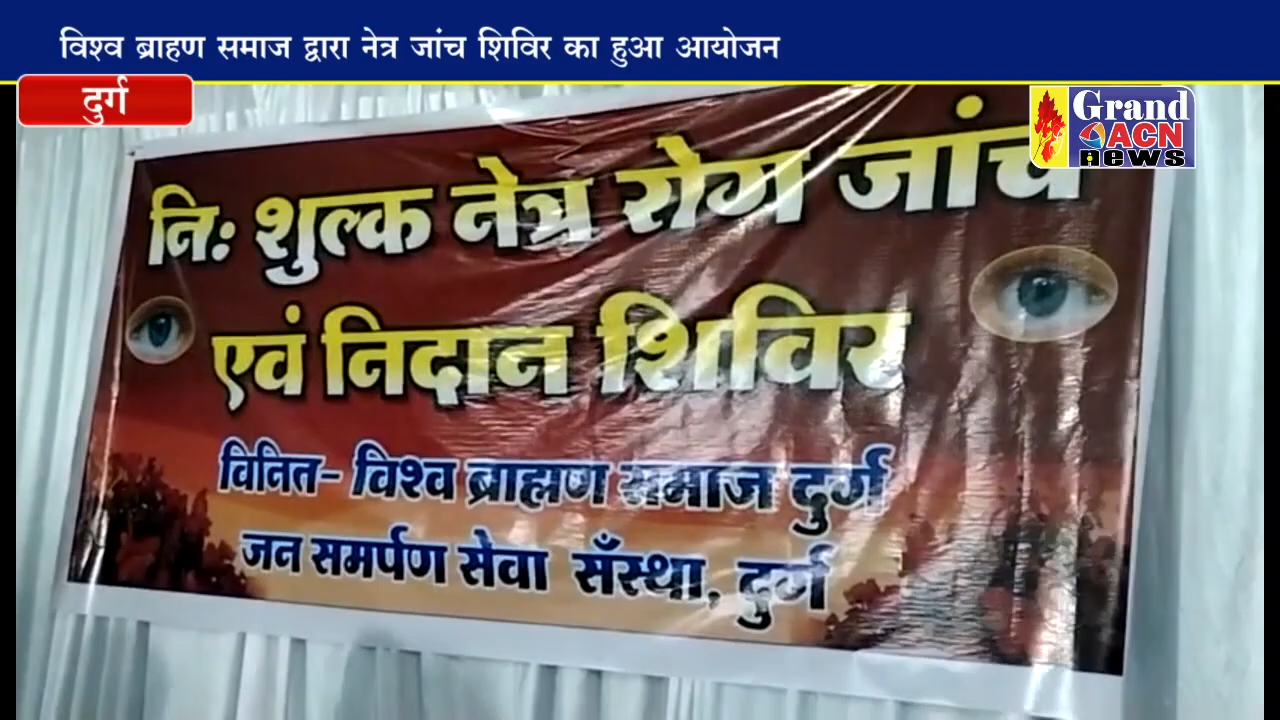 विश्व ब्राहण समाज द्वारा नेत्र जांच शिविर का हुआ आयोजन
दुर्ग
Grand
ACN
news
नि: शुल्क नेत्र रोग जांच
एवं निदान शिविर
विनित- विश्व ब्राह्मण समाज दुर्ग
जन समर्पण सेवा सँस्था, दुर्ग